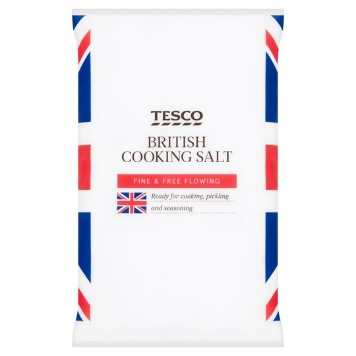 TESCO
BRITISH
COOKING SALT
FINE & FREE FLOWING
Ready for cooking, pickling
and seasoning